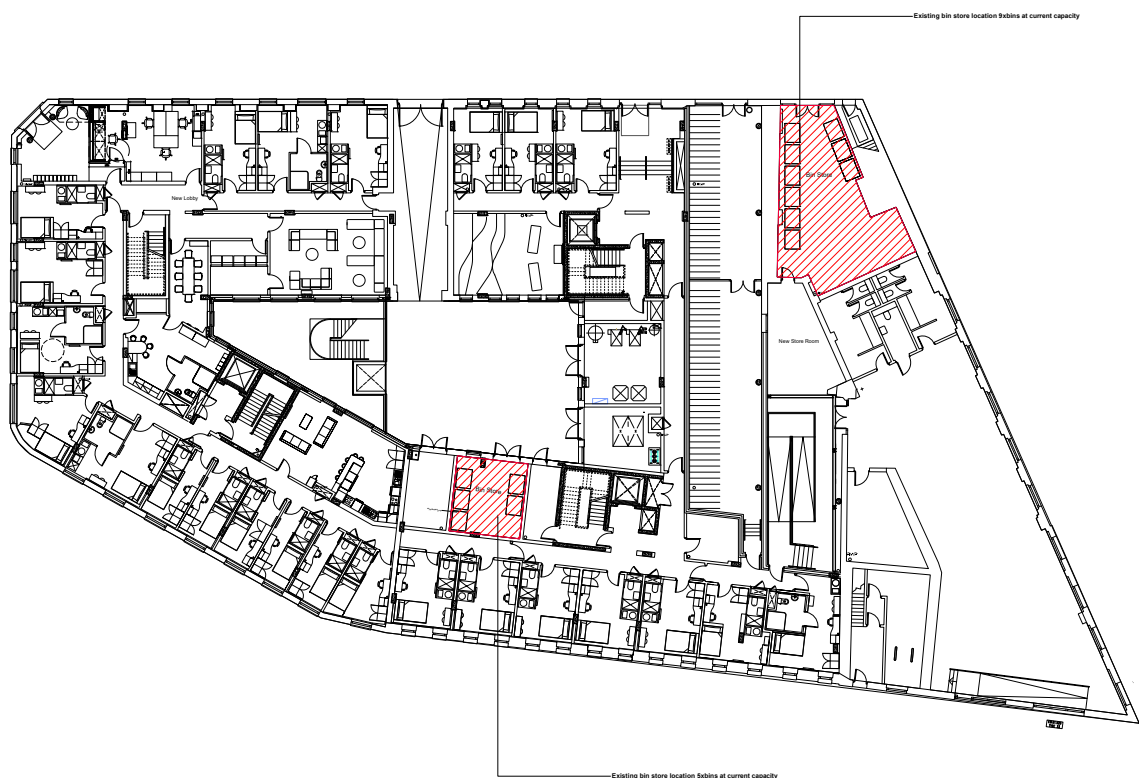 Existing bin store location 9xbins at current capacity
Bin Store
New Lobby
New Store Room
Bin Store
Existing bin store location 5xbins at current capacity